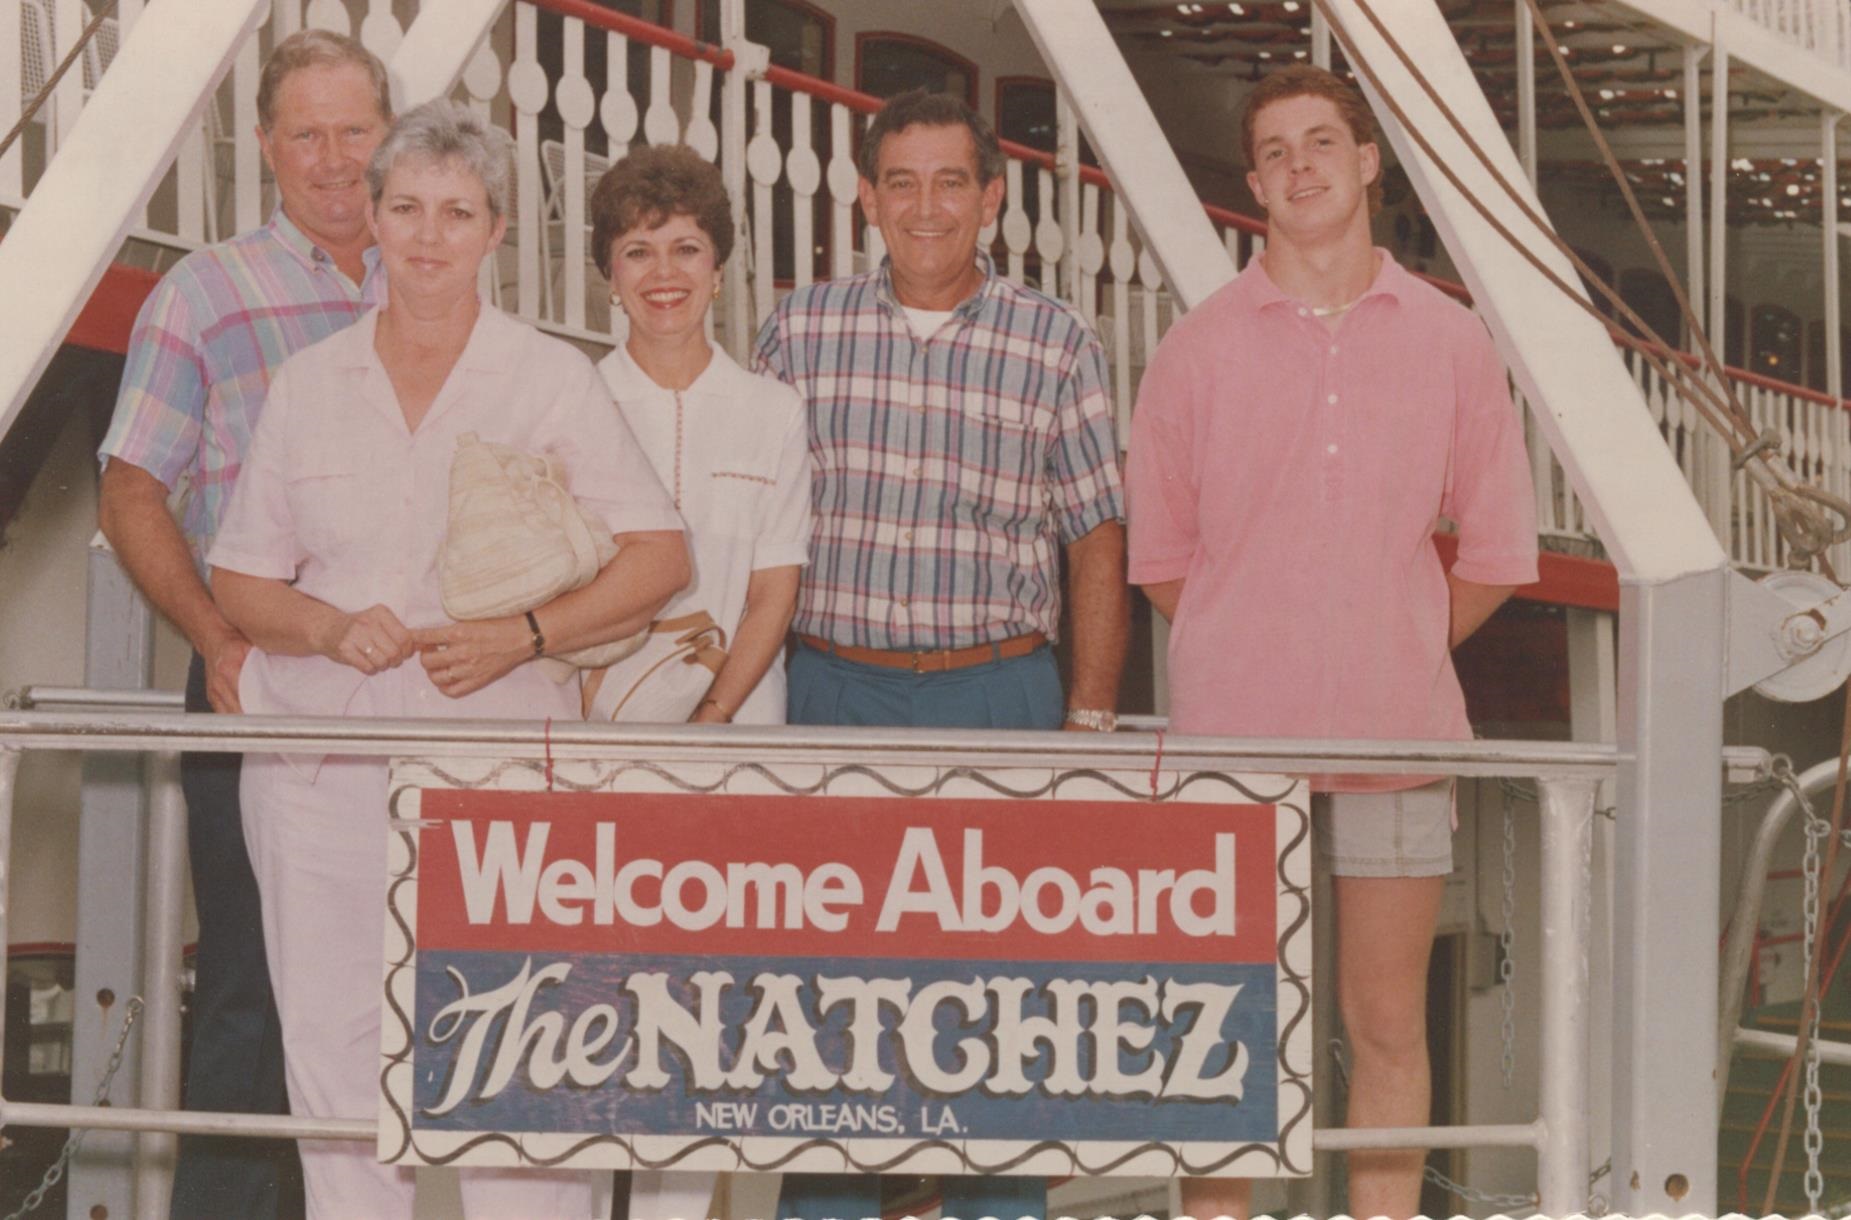 Welcome Aboard
The NATCHEZ
NEW ORLEANS, LA.